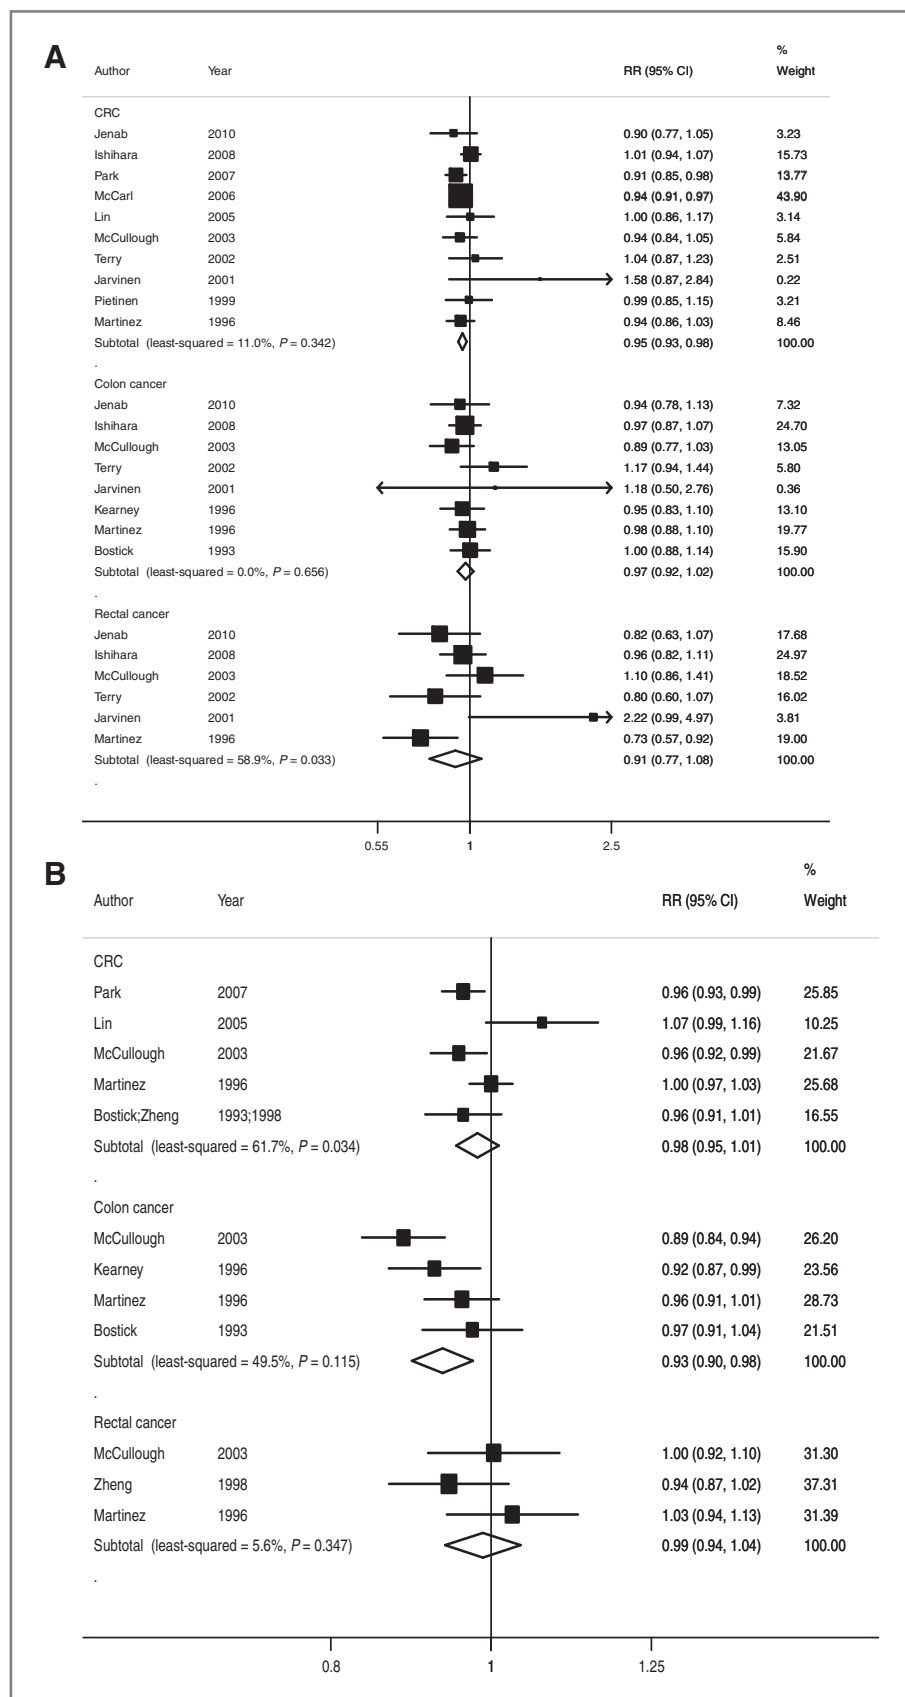 A
%
Author Year RR (95% CI) Weight
CRC
Jenab 2010 0.90 (0.77, 1.05) 3.23
Ishihara 2008 1.01 (0.94, 1.07) 15.73
Park 2007 0.91 (0.85, 0.98) 13.77
McCarl 2006 0.94 (0.91, 0.97) 43.90
Lin 2005 1.00 (0.86, 1.17) 3.14
McCullough 2003 0.94 (0.84, 1.05) 5.84
Terry 2002 1.04 (0.87, 1.23) 2.51
Jarvinen 2001 1.58 (0.87, 2.84) 0.22
Pietinen 1999 0.99 (0.85, 1.15) 3.21
Martinez 1996 0.94 (0.86, 1.03) 8.46
Subtotal (least-squared = 11.0%, P = 0.342) 0.95 (0.93, 0.98) 100.00
.
Colon cancer
Jenab 2010 0.94 (0.78, 1.13) 7.32
Ishihara 2008 0.97 (0.87, 1.07) 24.70
McCullough 2003 0.89 (0.77, 1.03) 13.05
Terry 2002 1.17 (0.94, 1.44) 5.80
Jarvinen 2001 1.18 (0.50, 2.76) 0.36
Kearney 1996 0.95 (0.83, 1.10) 13.10
Martinez 1996 0.98 (0.88, 1.10) 19.77
Bostick 1993 1.00 (0.88, 1.14) 15.90
Subtotal (least-squared = 0.0%, P = 0.656) 0.97 (0.92, 1.02) 100.00
.
Rectal cancer
Jenab 2010 0.82 (0.63, 1.07) 17.68
Ishihara 2008 0.96 (0.82, 1.11) 24.97
McCullough 2003 1.10 (0.86, 1.41) 18.52
Terry 2002 0.80 (0.60, 1.07) 16.02
Jarvinen 2001 2.22 (0.99, 4.97) 3.81
Martinez 1996 0.73 (0.57, 0.92) 19.00
Subtotal (least-squared = 58.9%, P = 0.033) 0.91 (0.77, 1.08) 100.00
.
0.55 1 2.5
B
%
Author Year RR (95% CI) Weight
CRC
Park 2007 0.96 (0.93, 0.99) 25.85
Lin 2005 1.07 (0.99, 1.16) 10.25
McCullough 2003 0.96 (0.92, 0.99) 21.67
Martinez 1996 1.00 (0.97, 1.03) 25.68
Bostick;Zheng 1993;1998 0.96 (0.91, 1.01) 16.55
Subtotal (least-squared = 61.7%, P = 0.034) 0.98 (0.95, 1.01) 100.00
.
Colon cancer
McCullough 2003 0.89 (0.84, 0.94) 26.20
Kearney 1996 0.92 (0.87, 0.99) 23.56
Martinez 1996 0.96 (0.91, 1.01) 28.73
Bostick 1993 0.97 (0.91, 1.04) 21.51
Subtotal (least-squared = 49.5%, P = 0.115) 0.93 (0.90, 0.98) 100.00
.
Rectal cancer
McCullough 2003 1.00 (0.92, 1.10) 31.30
Zheng 1998 0.94 (0.87, 1.02) 37.31
Martinez 1996 1.03 (0.94, 1.13) 31.39
Subtotal (least-squared = 5.6%, P = 0.347) 0.99 (0.94, 1.04) 100.00
.
0.8 1 1.25